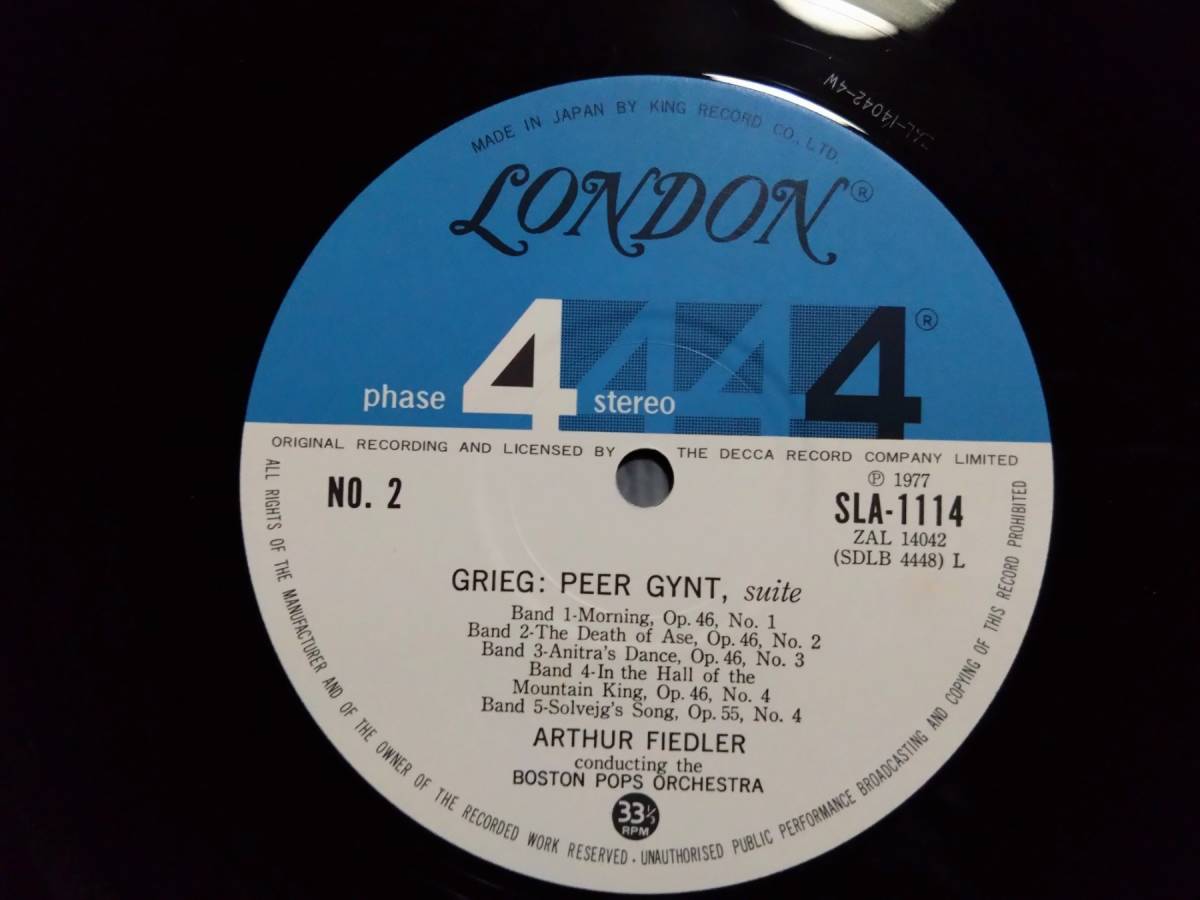 ZAL-14042-4W
MADE IN JAPAN BY KING RECORD CO., LTD.
LONDON®
phase 4 stereo 4 4 4 ®
ORIGINAL RECORDING AND LICENSED BY THE DECCA RECORD COMPANY LIMITED
NO. 2
℗ 1977
SLA-1114
ZAL 14042
(SDLB 4448) L
GRIEG: PEER GYNT, suite
Band 1-Morning, Op. 46, No. 1
Band 2-The Death of Ase, Op. 46, No. 2
Band 3-Anitra's Dance, Op. 46, No. 3
Band 4-In the Hall of the
Mountain King, Op. 46, No. 4
Band 5-Solvejg's Song, Op. 55, No. 4
ARTHUR FIEDLER
conducting the
BOSTON POPS ORCHESTRA
33⅓
RPM
ALL RIGHTS OF THE MANUFACTURER AND OF THE OWNER OF THE RECORDED WORK RESERVED. UNAUTHORISED PUBLIC PERFORMANCE BROADCASTING AND COPYING OF THIS RECORD PROHIBITED